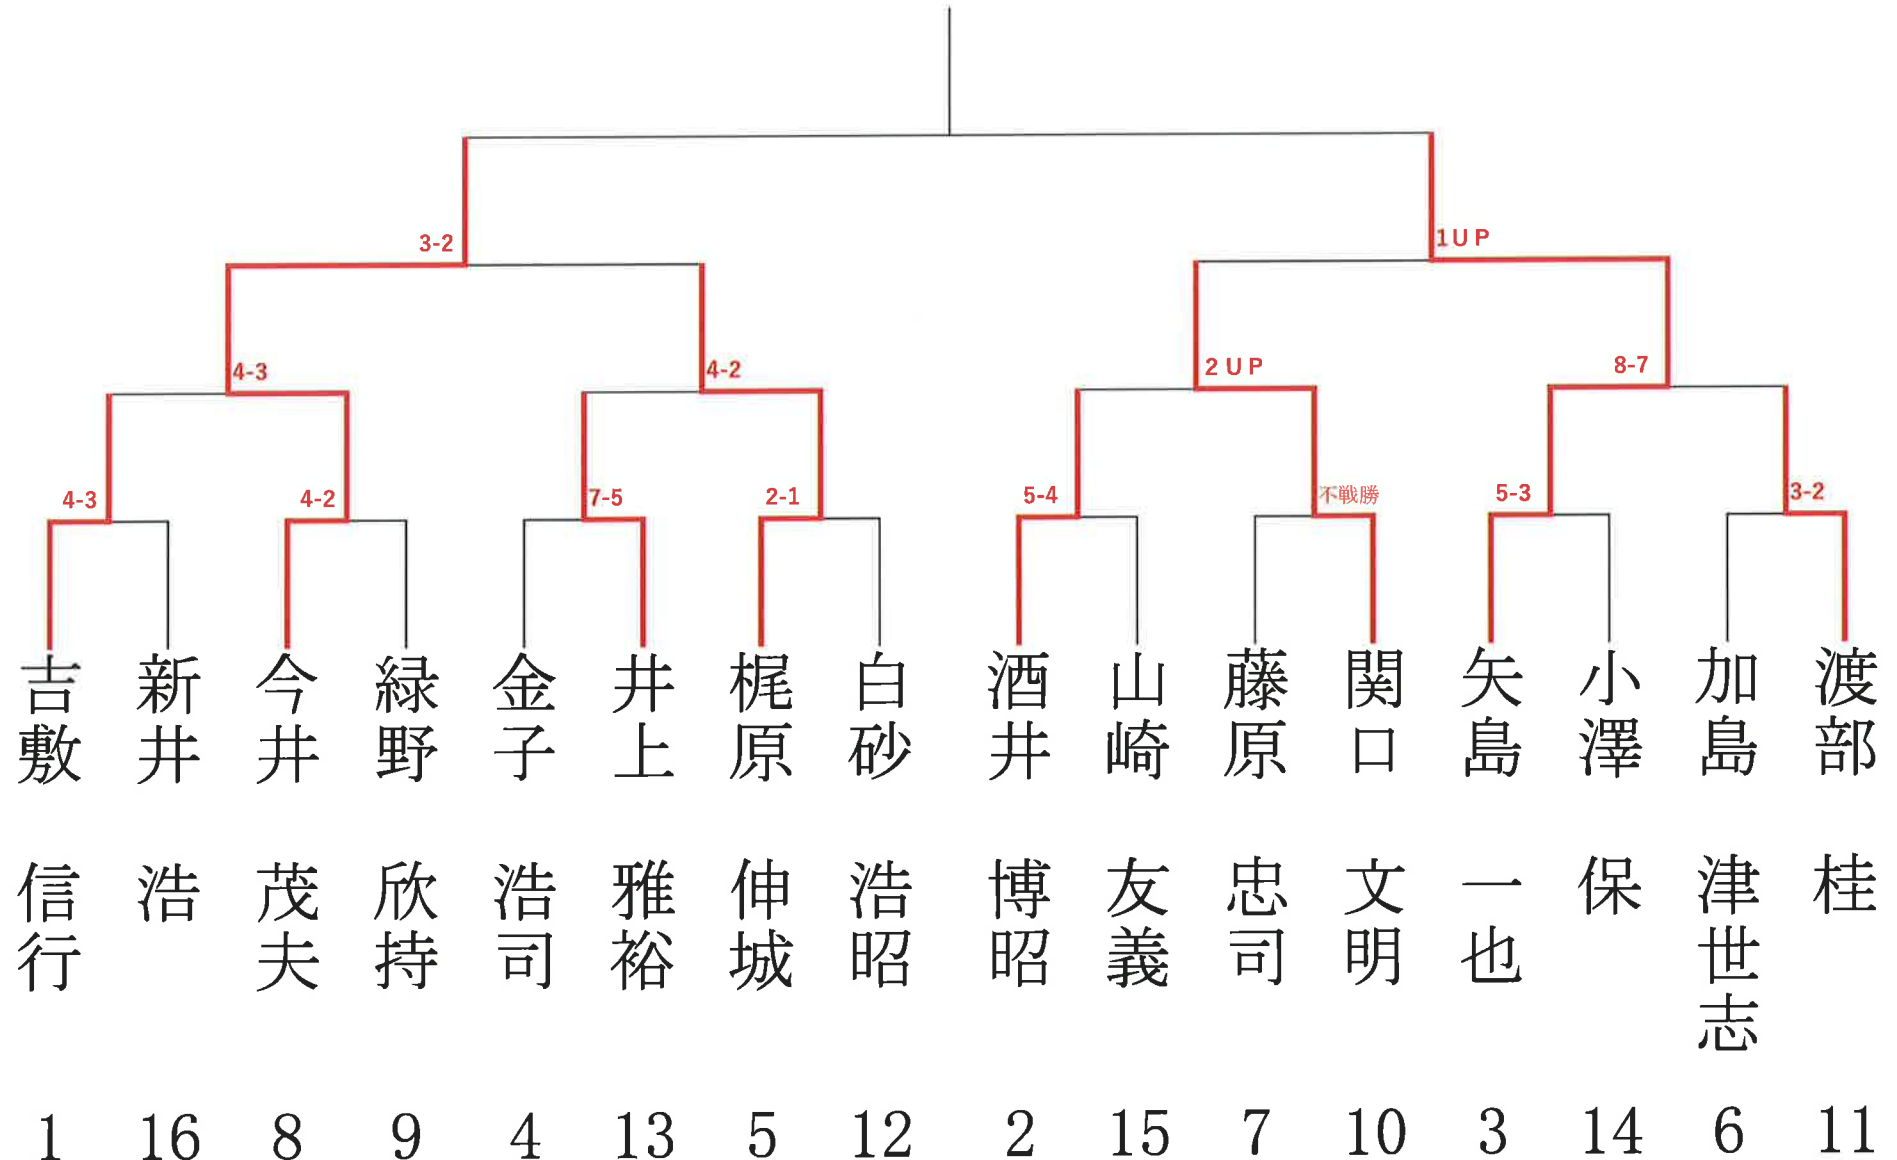 3-2
1UP
4-3
4-2
2 UP
8-7
4-3
4-2
7-5
2-1
5-4
不戦勝
5-3
3-2
吉敷 信行
新井 浩
今井 茂夫
緑野 欣持
金子 浩司
井上 雅裕
梶原 伸城
白砂 浩昭
酒井 博昭
山崎 友義
藤原 忠司
関口 文明
矢島 一也
小澤 保
加島 津世志
渡部 桂
1 16 8 9 4 13 5 12 2 15 7 10 3 14 6 11